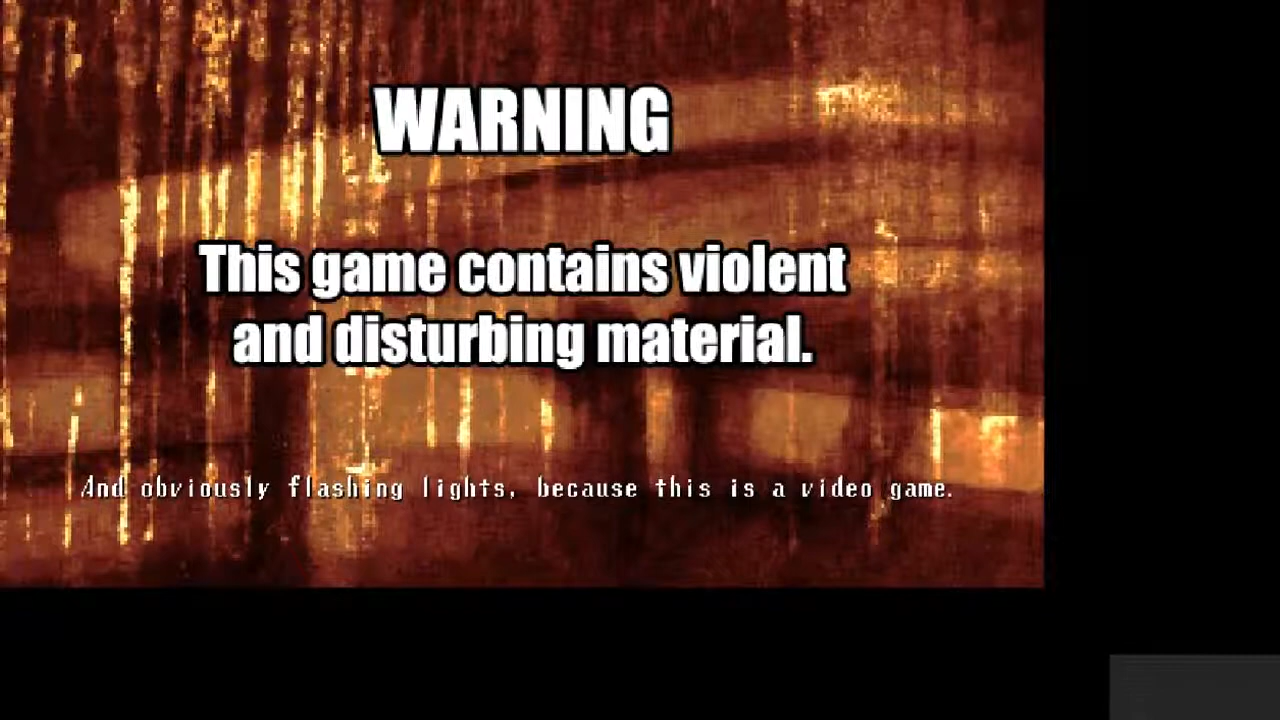 WARNING
This game contains violent
and disturbing material.
And obviously flashing lights, because this is a video game.